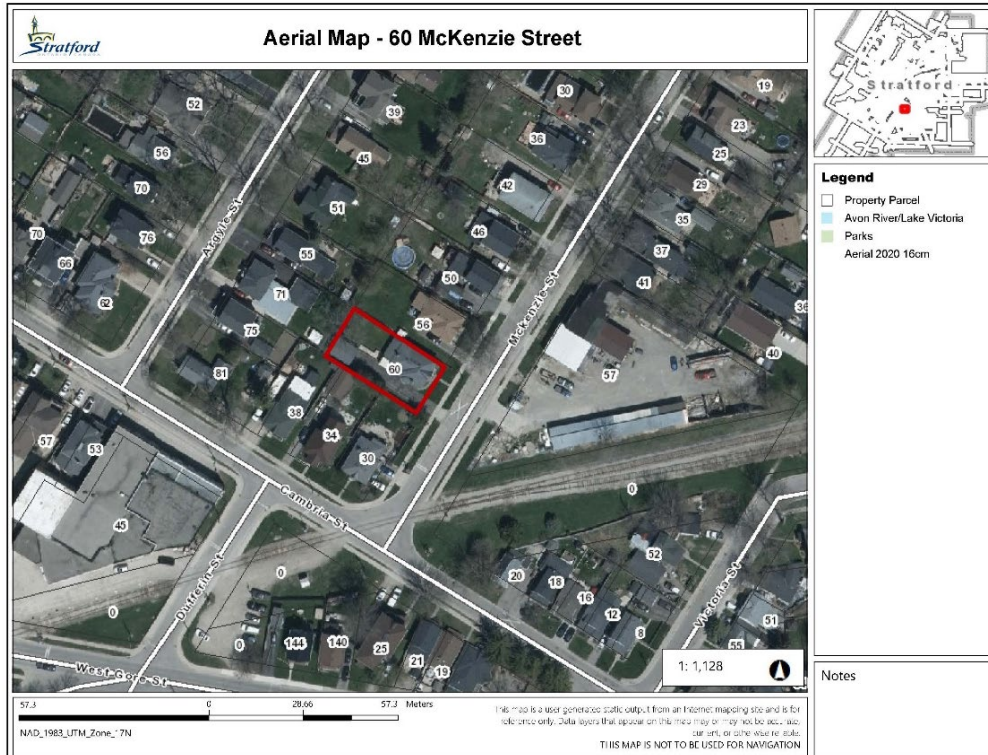 Stratford
Aerial Map - 60 McKenzie Street
Stratford
Legend
Property Parcel
Avon River/Lake Victoria
Parks
Aerial 2020 16cm
52
39
30
19
56
45
36
23
25
70
51
42
29
76
35
70
66
55
46
37
62
71
50
41
36
56
75
60
57
40
81
38
34
30
57
53
45
0
0
0
0
52
20
18
16
12
8
51
55
144
140
25
21
19
Argyle St
Mckenzie St
Cambria St
Dufferin St
Victoria St
West Gore St
1: 1,128
Notes
57.3
0
28.66
57.3
Meters
NAD_1983_UTM_Zone_17N
This map is a user generated static output from an Internet mapping site and is for
reference only. Data layers that appear on this map may or may not be accurate,
current, or otherwise reliable.
THIS MAP IS NOT TO BE USED FOR NAVIGATION